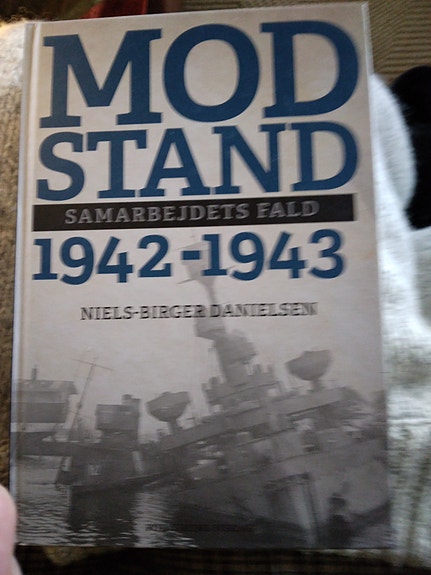 MOD
STAND
SAMARBEJDETS FALD
1942-1943
NIELS-BIRGER DANIELSEN